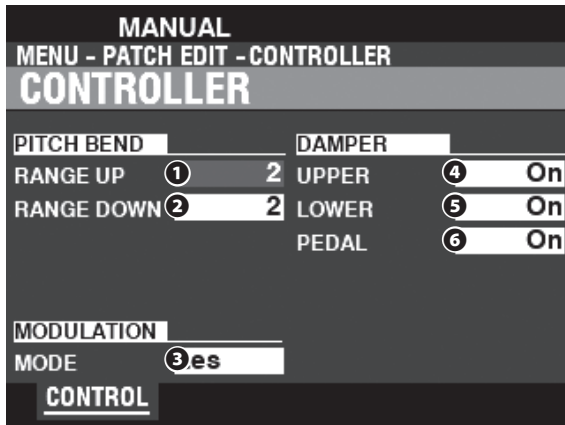 MANUAL
MENU - PATCH EDIT - CONTROLLER
CONTROLLER
PITCH BEND
RANGE UP 1 2
RANGE DOWN 2 2
DAMPER
UPPER 4 On
LOWER 5 On
PEDAL 6 On
MODULATION
MODE 3 es
CONTROL